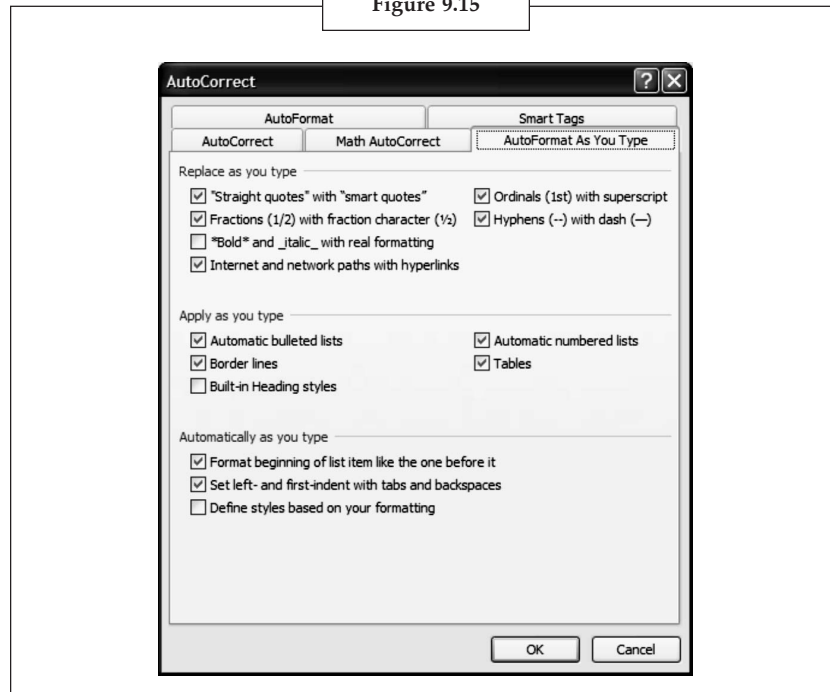 Figure 9.15
AutoCorrect
AutoFormat Smart Tags
AutoCorrect Math AutoCorrect AutoFormat As You Type
Replace as you type
"Straight quotes" with “smart quotes” Ordinals (1st) with superscript
Fractions (1/2) with fraction character (½) Hyphens (--) with dash (—)
*Bold* and _italic_ with real formatting
Internet and network paths with hyperlinks
Apply as you type
Automatic bulleted lists Automatic numbered lists
Border lines Tables
Built-in Heading styles
Automatically as you type
Format beginning of list item like the one before it
Set left- and first-indent with tabs and backspaces
Define styles based on your formatting
OK Cancel